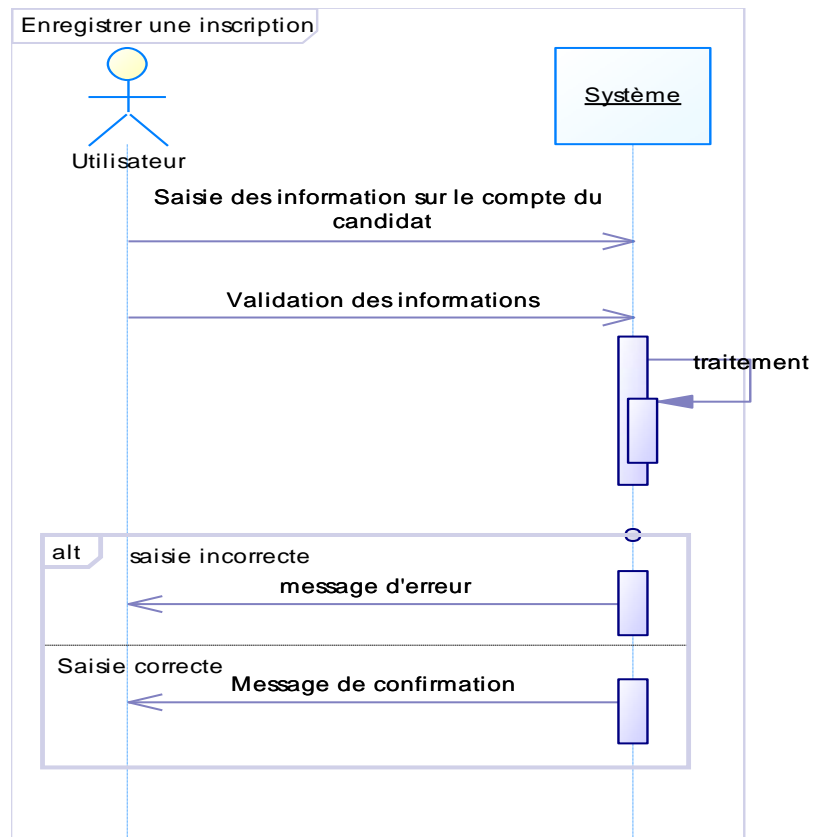 Enregistrer une inscription
Système
Utilisateur
Saisie des information sur le compte du
candidat
Validation des informations
traitement
alt
saisie incorrecte
message d'erreur
Saisie correcte
Message de confirmation